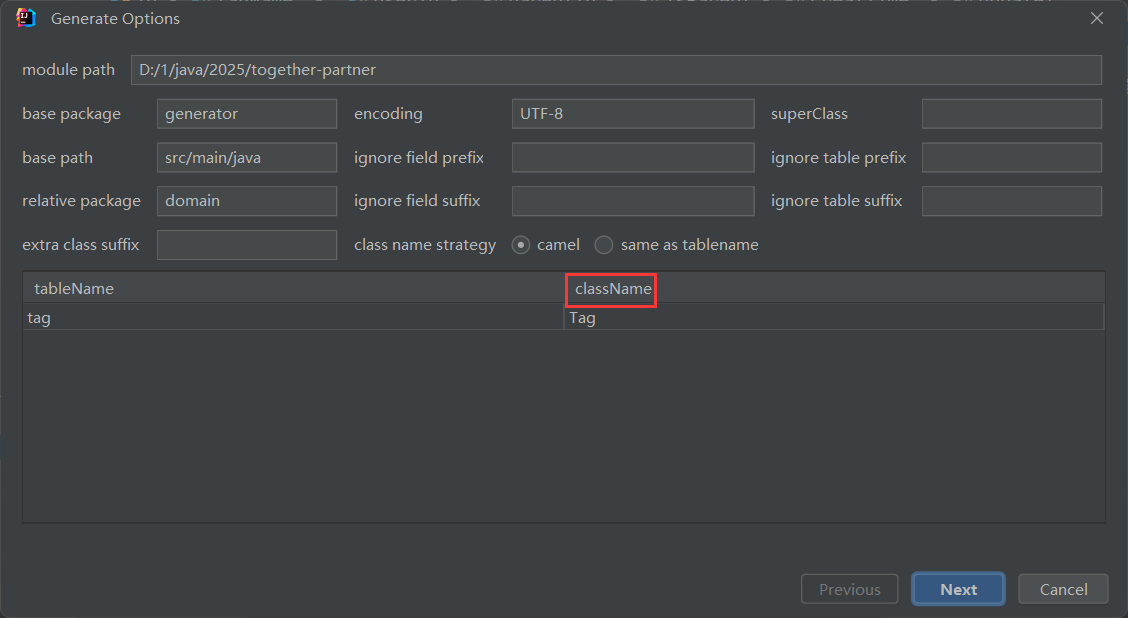 Generate Options
module path D:/1/java/2025/together-partner
base package generator encoding UTF-8 superClass
base path src/main/java ignore field prefix ignore table prefix
relative package domain ignore field suffix ignore table suffix
extra class suffix class name strategy camel same as tablename
tableName className
tag Tag
Previous Next Cancel